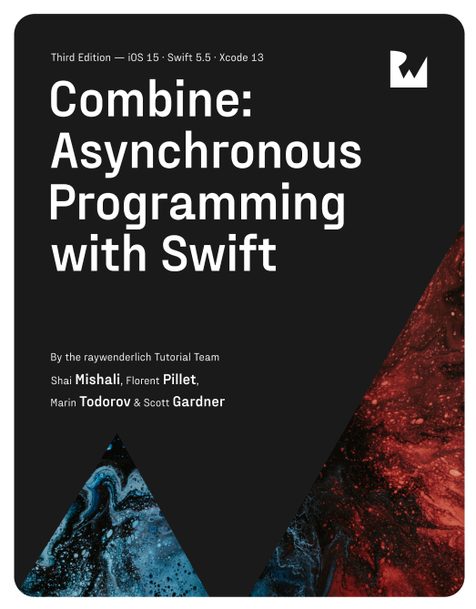 Third Edition — iOS 15 · Swift 5.5 · Xcode 13
Combine:
Asynchronous
Programming
with Swift
By the raywenderlich Tutorial Team
Shai Mishali, Florent Pillet,
Marin Todorov & Scott Gardner